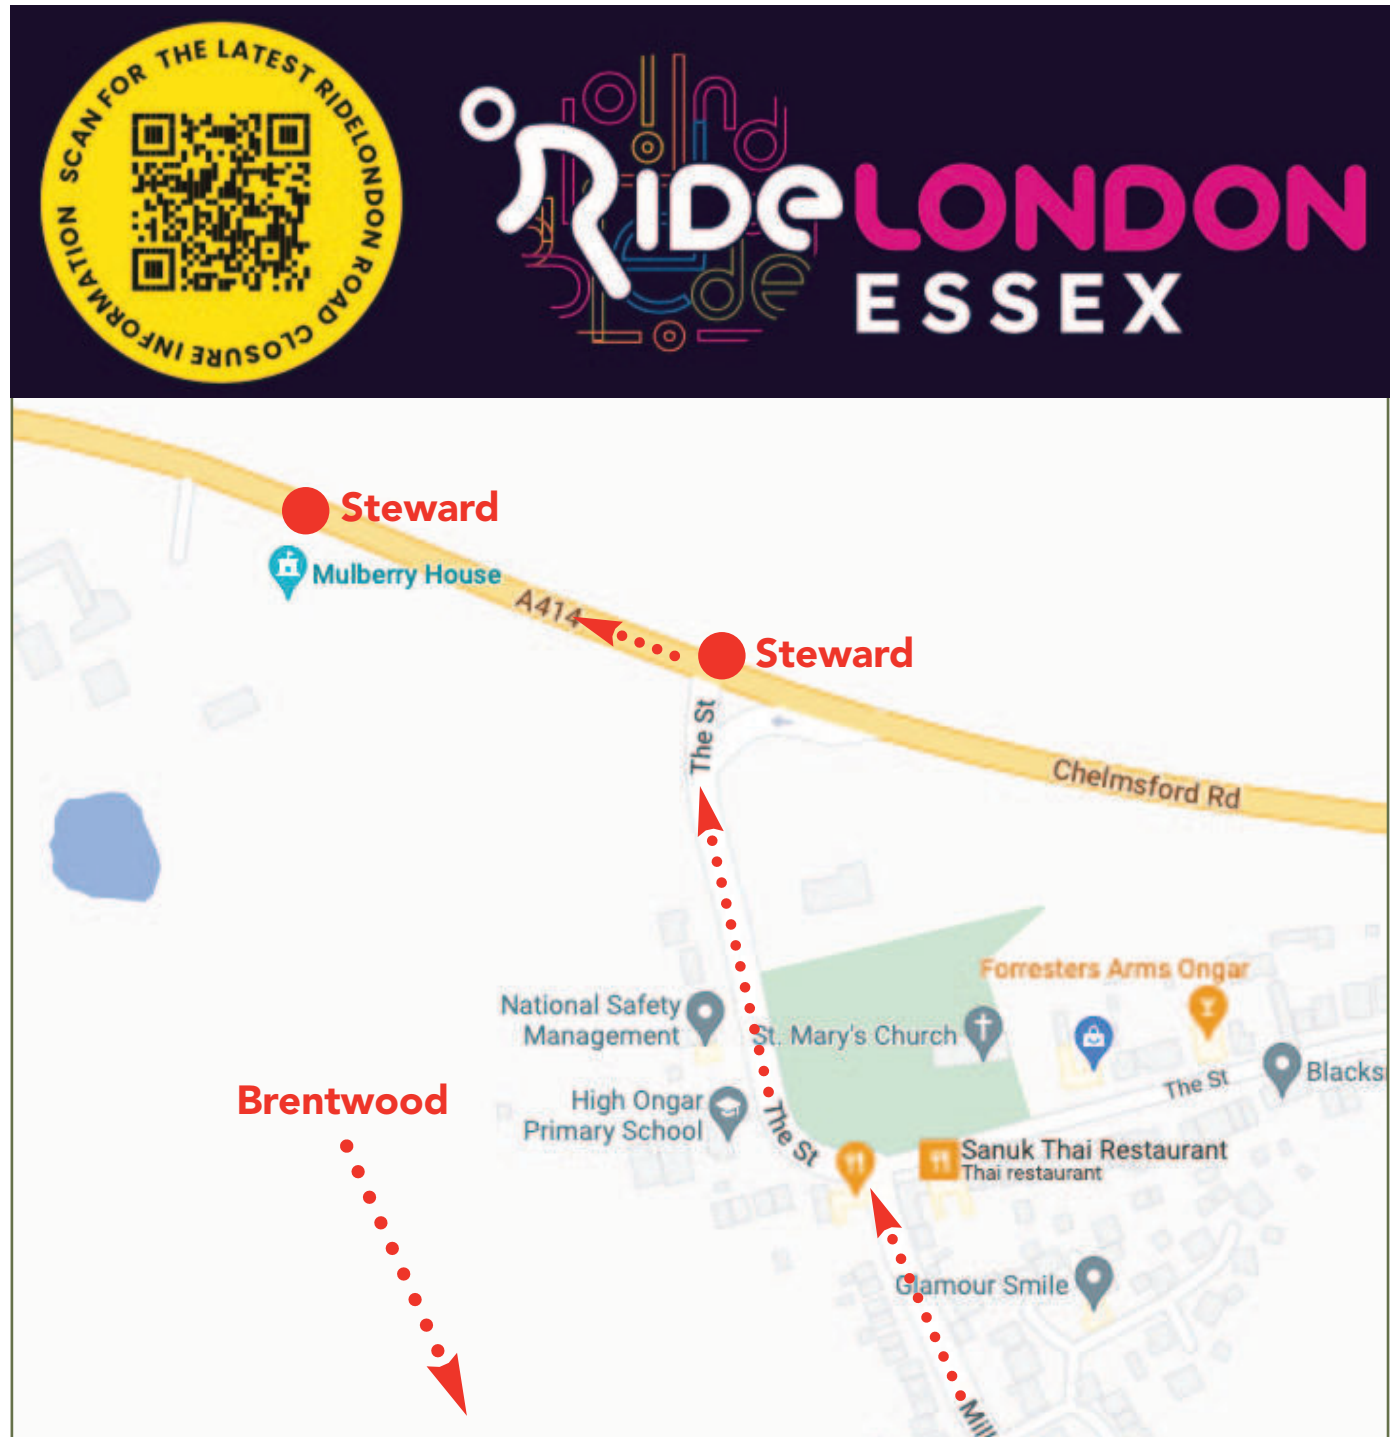 SCAN FOR THE LATEST RIDELONDON ROAD CLOSURE INFORMATION
RIDELONDON
ESSEX
Steward
Mulberry House
A414
Steward
The St
Chelmsford Rd
Forresters Arms Ongar
National Safety
Management
St. Mary's Church
The St
Blacks
Brentwood
High Ongar
Primary School
The St
Sanuk Thai Restaurant
Thai restaurant
Glamour Smile
Mill